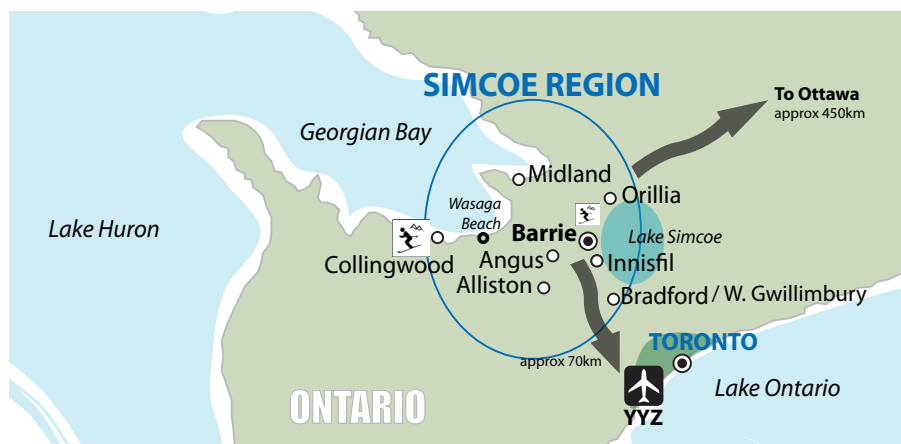 SIMCOE REGION
To Ottawa
approx 450km
Georgian Bay
Midland
Orillia
Wasaga
Beach
Lake Huron
Barrie
Lake Simcoe
Collingwood
Angus
Innisfil
Alliston
Bradford / W. Gwillimbury
TORONTO
approx 70km
Lake Ontario
ONTARIO
YYZ